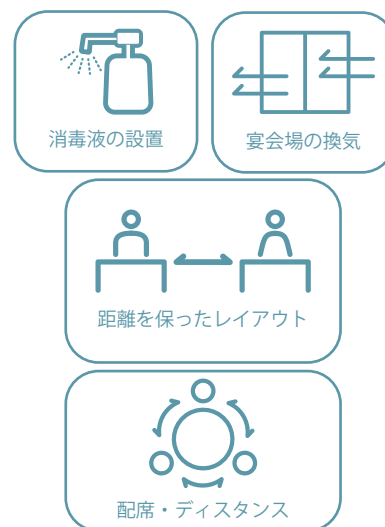 消毒液の設置
宴会場の換気
距離を保ったレイアウト
配席・ディスタンス